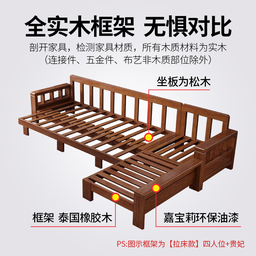 全实木框架 无惧对比
剖开家具，检测家具材质，所有木质材料为实木
（连接件、五金件、布艺非木质部位除外）
坐板为松木
框架 泰国橡胶木
嘉宝莉环保油漆
PS:图示框架为【拉床款】四人位+贵妃